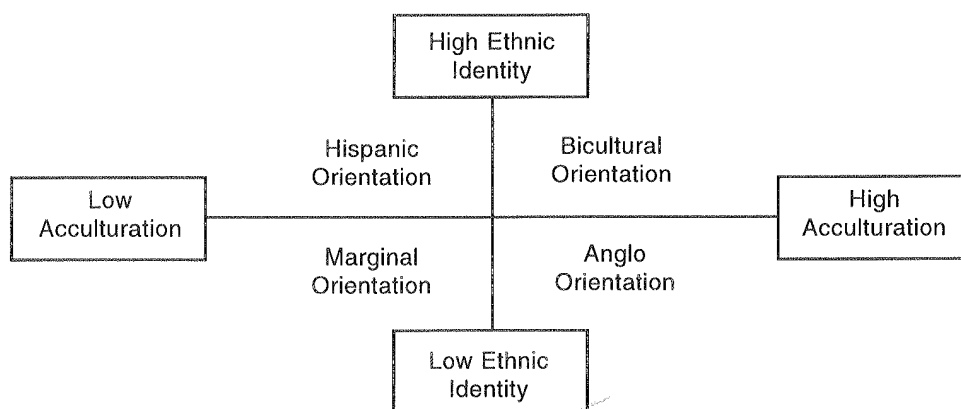 High Ethnic
Identity
Hispanic
Orientation
Bicultural
Orientation
Low
Acculturation
High
Acculturation
Marginal
Orientation
Anglo
Orientation
Low Ethnic
Identity